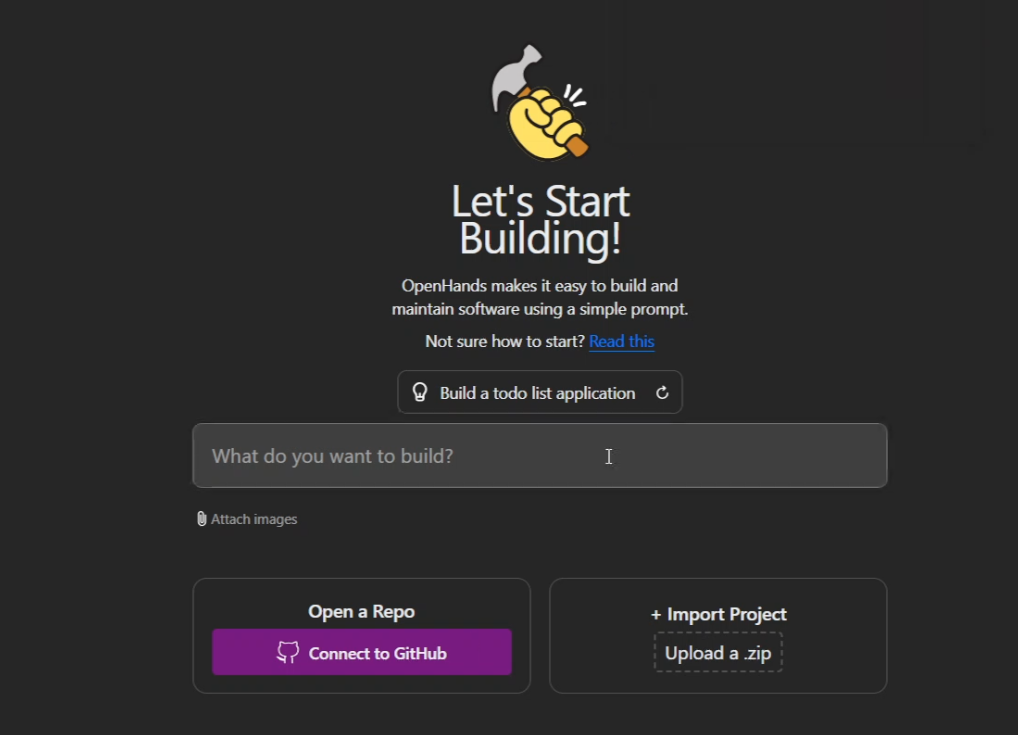 Let's Start
Building!
OpenHands makes it easy to build and
maintain software using a simple prompt.
Not sure how to start? Read this
Build a todo list application
What do you want to build?
Attach images
Open a Repo
Connect to GitHub
+ Import Project
Upload a .zip